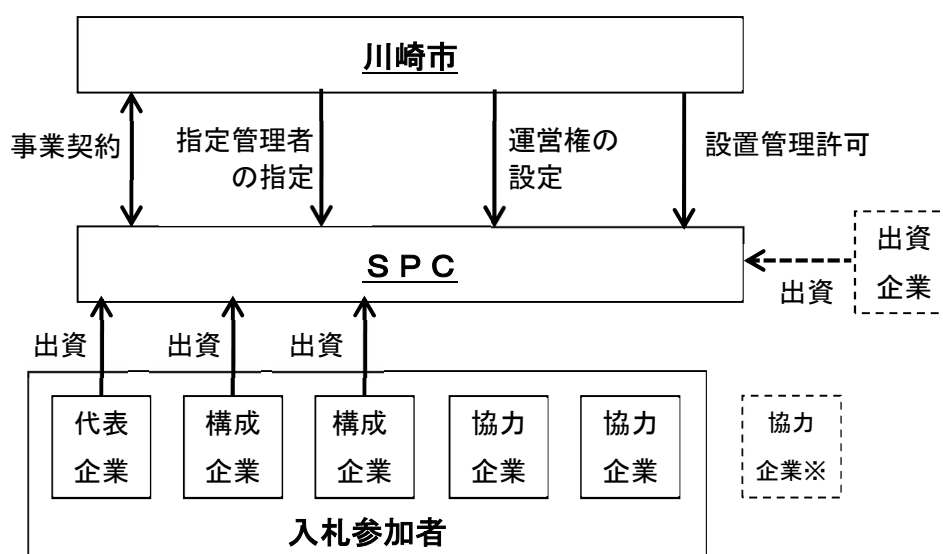 川崎市
事業契約
指定管理者
の指定
運営権の
設定
設置管理許可
ＳＰＣ
出資
出資
企業
出資
出資
出資
代表
企業
構成
企業
構成
企業
協力
企業
協力
企業
協力
企業※
入札参加者